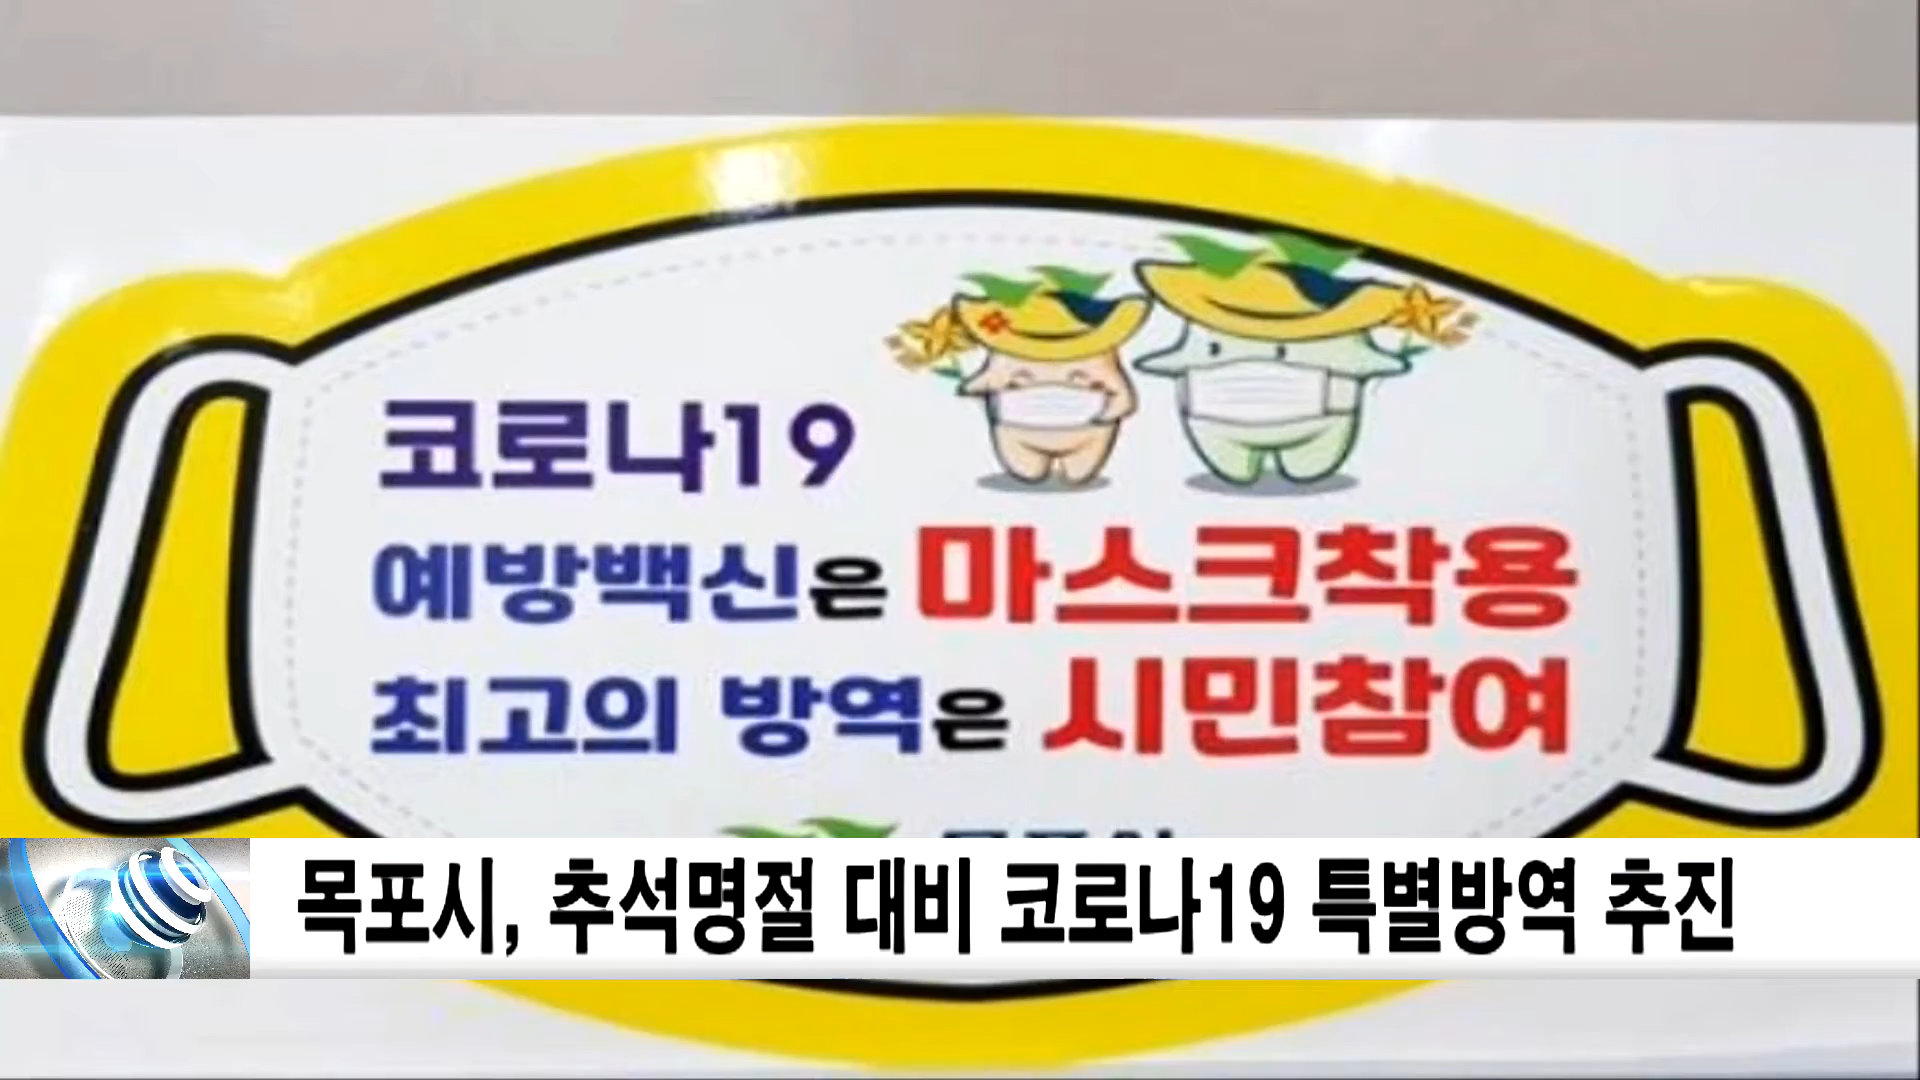 코로나19
예방백신은 마스크착용
최고의 방역은 시민참여
목포시, 추석명절 대비 코로나19 특별방역 추진